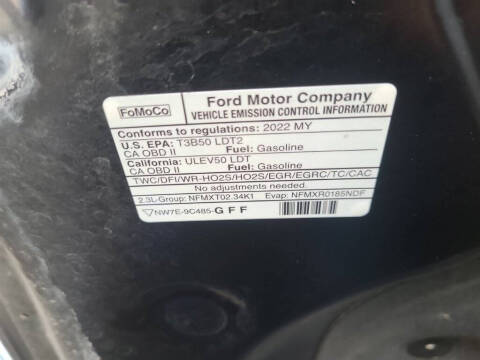 FoMoCo
Ford Motor Company
VEHICLE EMISSION CONTROL INFORMATION
Conforms to regulations: 2022 MY
U.S. EPA: T3B50 LDT2
CA OBD II Fuel: Gasoline
California: ULEV50 LDT
CA OBD II Fuel: Gasoline
TWC/DFI/WR-HO2S/HO2S/EGR/EGRC/TC/CAC
No adjustments needed.
2.3L-Group: NFMXT02.34K1 Evap: NFMXR0185NDF
NW7E-9C485-GFF